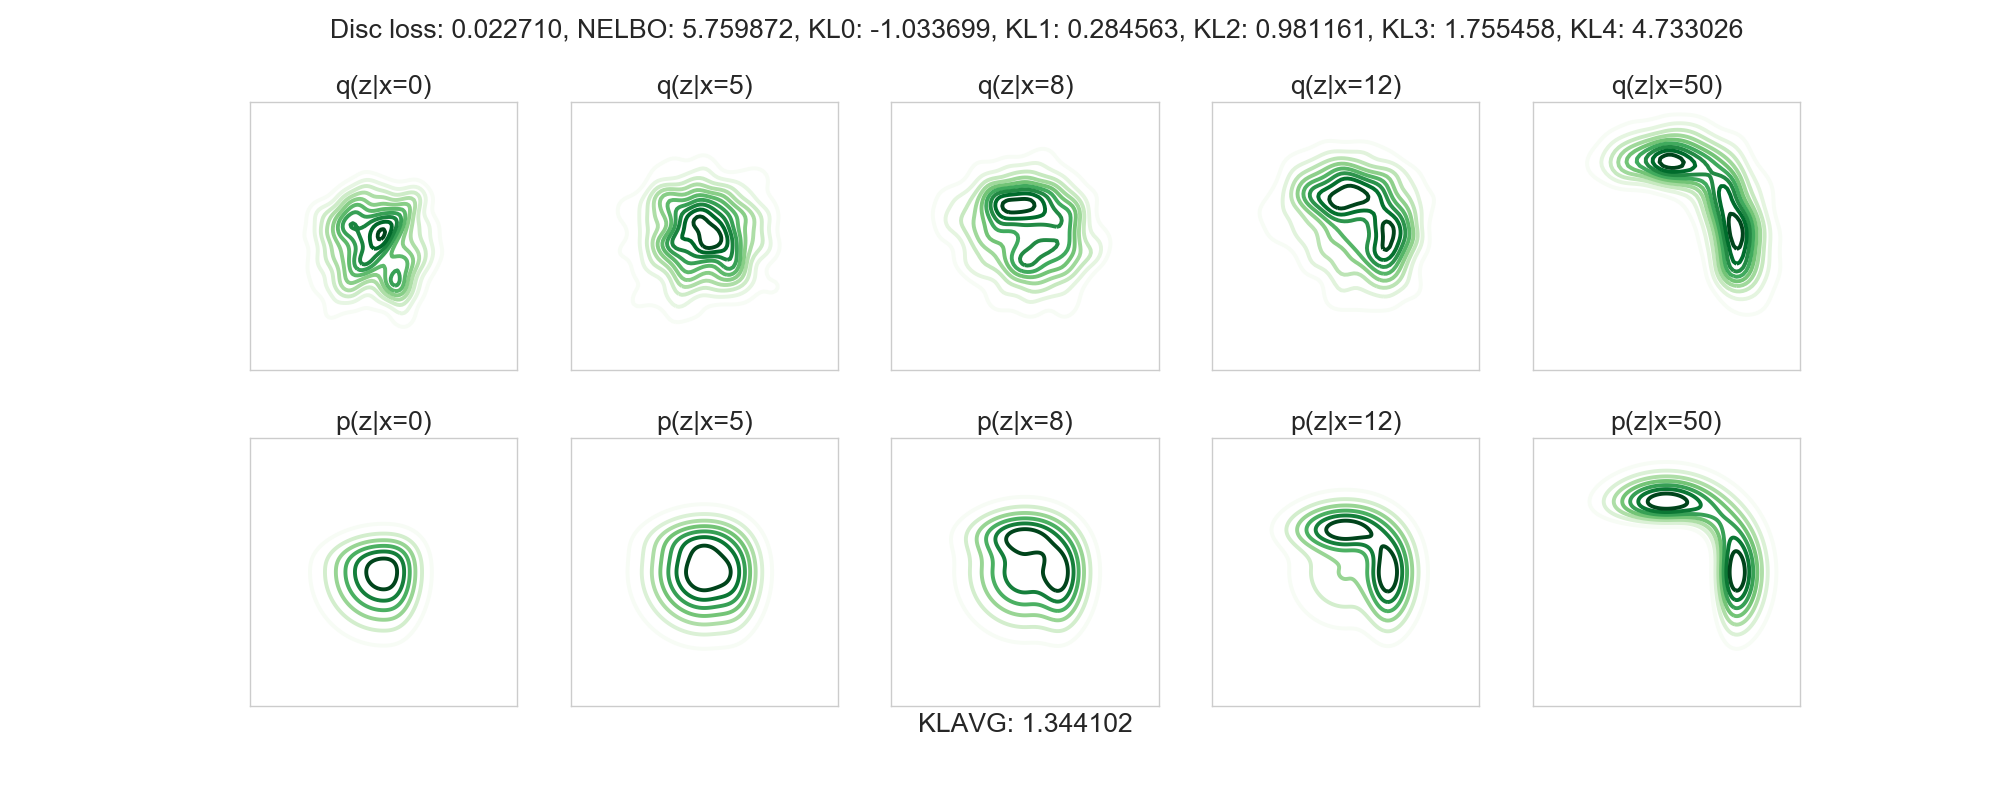 Disc loss: 0.022710, NELBO: 5.759872, KL0: -1.033699, KL1: 0.284563, KL2: 0.981161, KL3: 1.755458, KL4: 4.733026
q(z|x=0) q(z|x=5) q(z|x=8) q(z|x=12) q(z|x=50)
p(z|x=0) p(z|x=5) p(z|x=8) p(z|x=12) p(z|x=50)
KLAVG: 1.344102